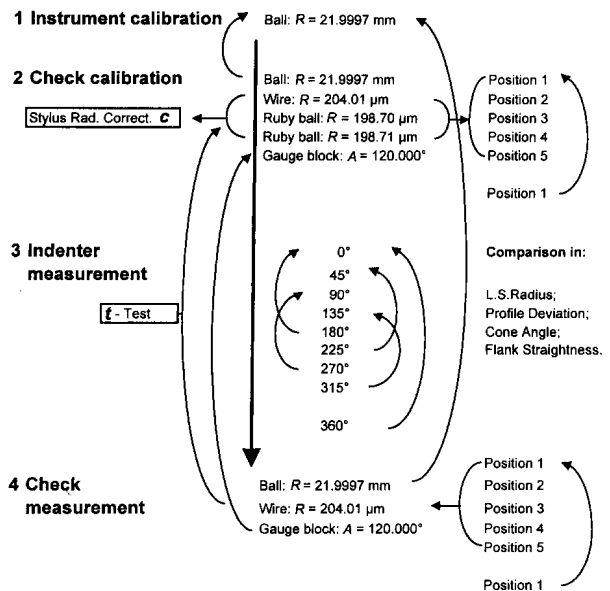 1 Instrument calibration
Ball: R = 21.9997 mm
2 Check calibration
Ball: R = 21.9997 mm
Wire: R = 204.01 µm
Ruby ball: R = 198.70 µm
Ruby ball: R = 198.71 µm
Gauge block: A = 120.000°
Stylus Rad. Correct. C
Position 1
Position 2
Position 3
Position 4
Position 5
Position 1
3 Indenter
measurement
t - Test
0°
45°
90°
135°
180°
225°
270°
315°
360°
Comparison in:
L.S.Radius;
Profile Deviation;
Cone Angle;
Flank Straightness.
4 Check
measurement
Ball: R = 21.9997 mm
Wire: R = 204.01 µm
Gauge block: A = 120.000°
Position 1
Position 2
Position 3
Position 4
Position 5
Position 1